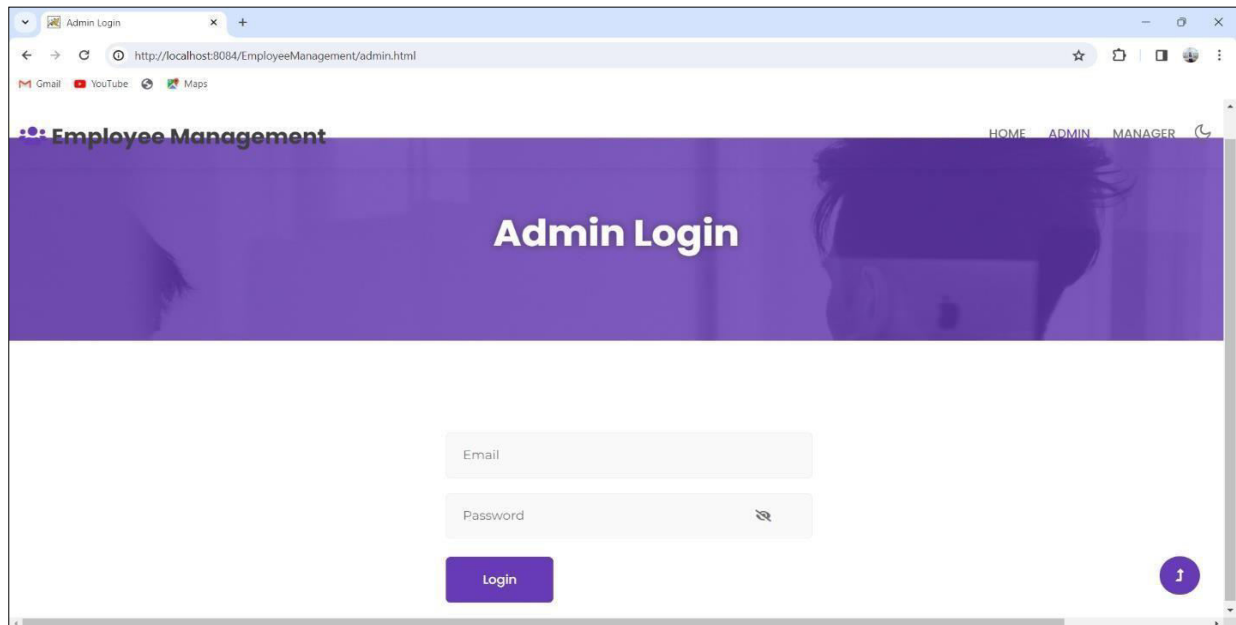 Admin Login
http://localhost:8084/EmployeeManagement/admin.html
Gmail YouTube Maps
Employee Management HOME ADMIN MANAGER
Admin Login
Email
Password
Login